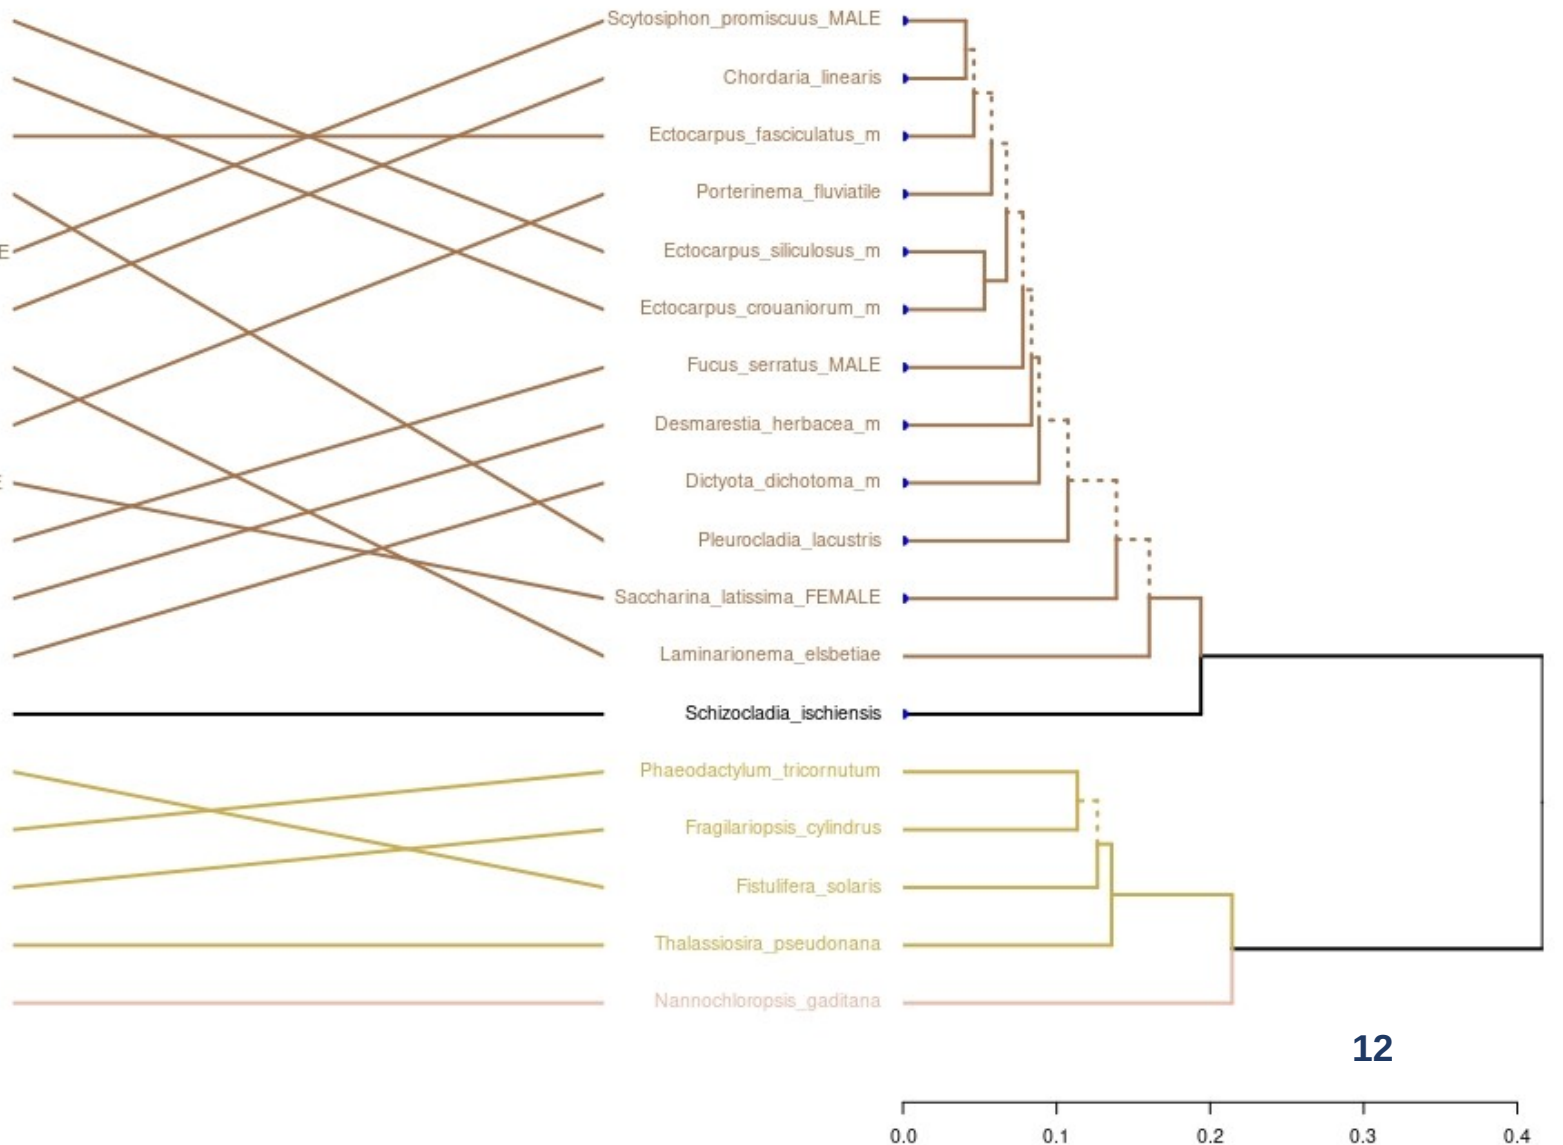 Scytosiphon_promiscuus_MALE
Chordaria_linearis
Ectocarpus_fasciculatus_m
Porterinema_fluviatile
E
Ectocarpus_siliculosus_m
Ectocarpus_crouaniorum_m
Fucus_serratus_MALE
Desmarestia_herbacea_m
E
Dictyota_dichotoma_m
Pleurocladia_lacustris
Saccharina_latissima_FEMALE
Laminarionema_elsbetiae
Schizocladia_ischiensis
Phaeodactylum_tricornutum
Fragilariopsis_cylindrus
Fistulifera_solaris
Thalassiosira_pseudonana
Nannochloropsis_gaditana
12
0.0 0.1 0.2 0.3 0.4